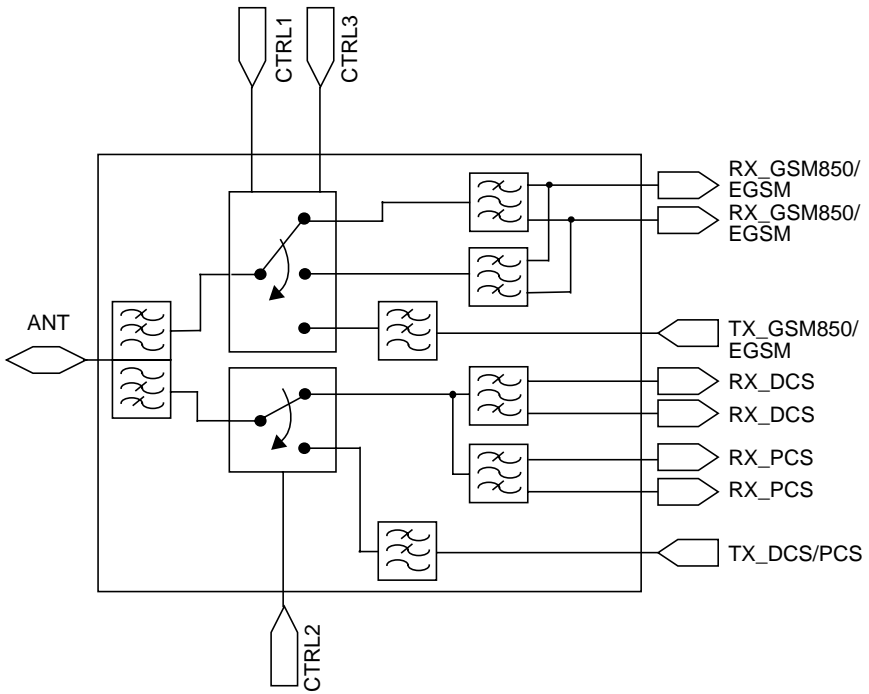 CTRL1
CTRL3
RX_GSM850/
EGSM
RX_GSM850/
EGSM
ANT
TX_GSM850/
EGSM
RX_DCS
RX_DCS
RX_PCS
RX_PCS
TX_DCS/PCS
CTRL2